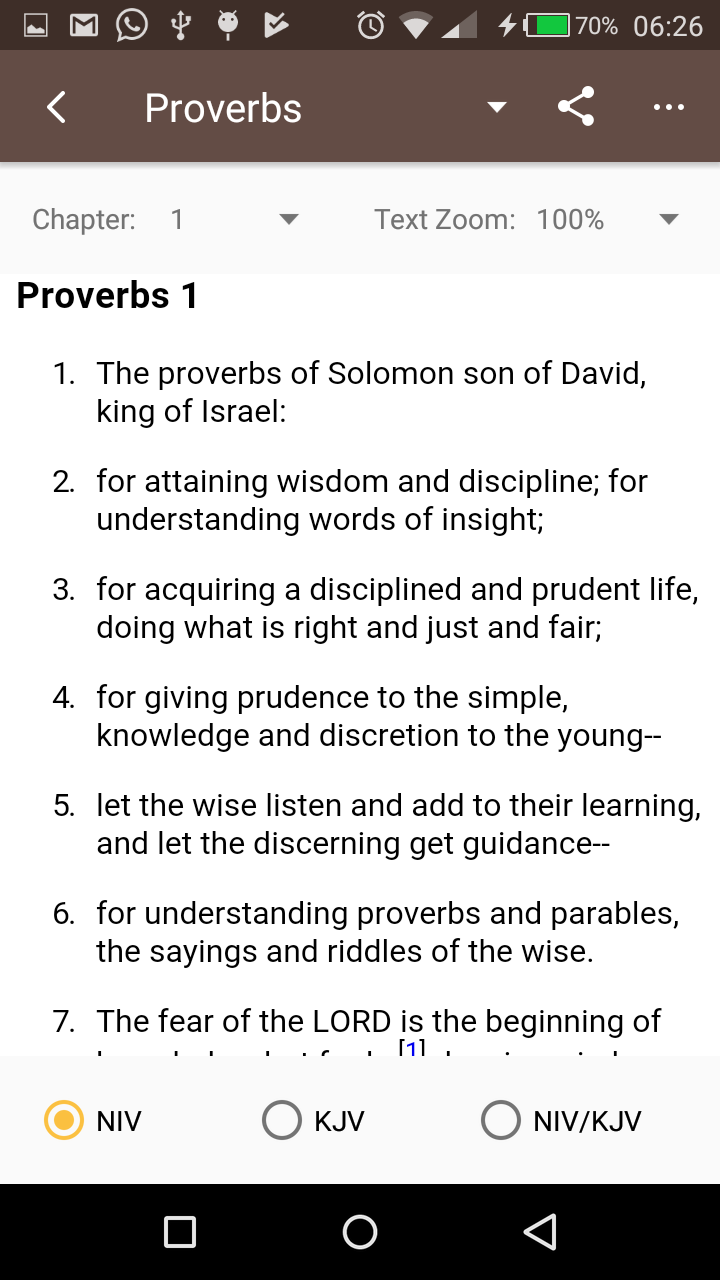 70% 06:26
Proverbs
Chapter: 1 Text Zoom: 100%
Proverbs 1
1. The proverbs of Solomon son of David,
king of Israel:
2. for attaining wisdom and discipline; for
understanding words of insight;
3. for acquiring a disciplined and prudent life,
doing what is right and just and fair;
4. for giving prudence to the simple,
knowledge and discretion to the young--
5. let the wise listen and add to their learning,
and let the discerning get guidance--
6. for understanding proverbs and parables,
the sayings and riddles of the wise.
7. The fear of the LORD is the beginning of
[1]
NIV KJV NIV/KJV